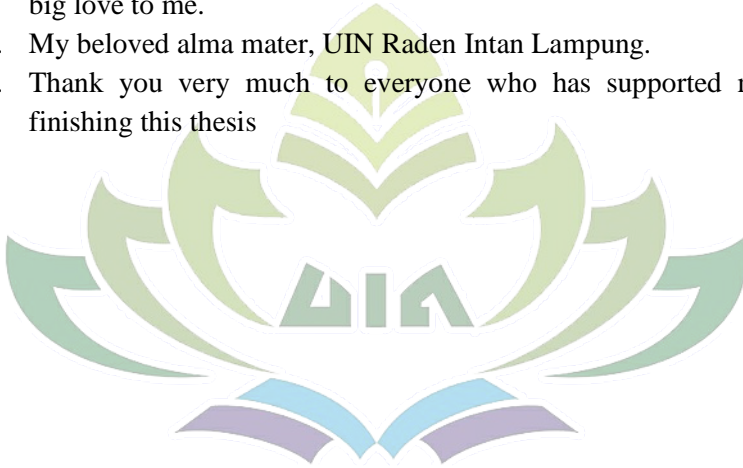 big love to me.
. My beloved alma mater, UIN Raden Intan Lampung.
. Thank you very much to everyone who has supported
finishing this thesis
UIN